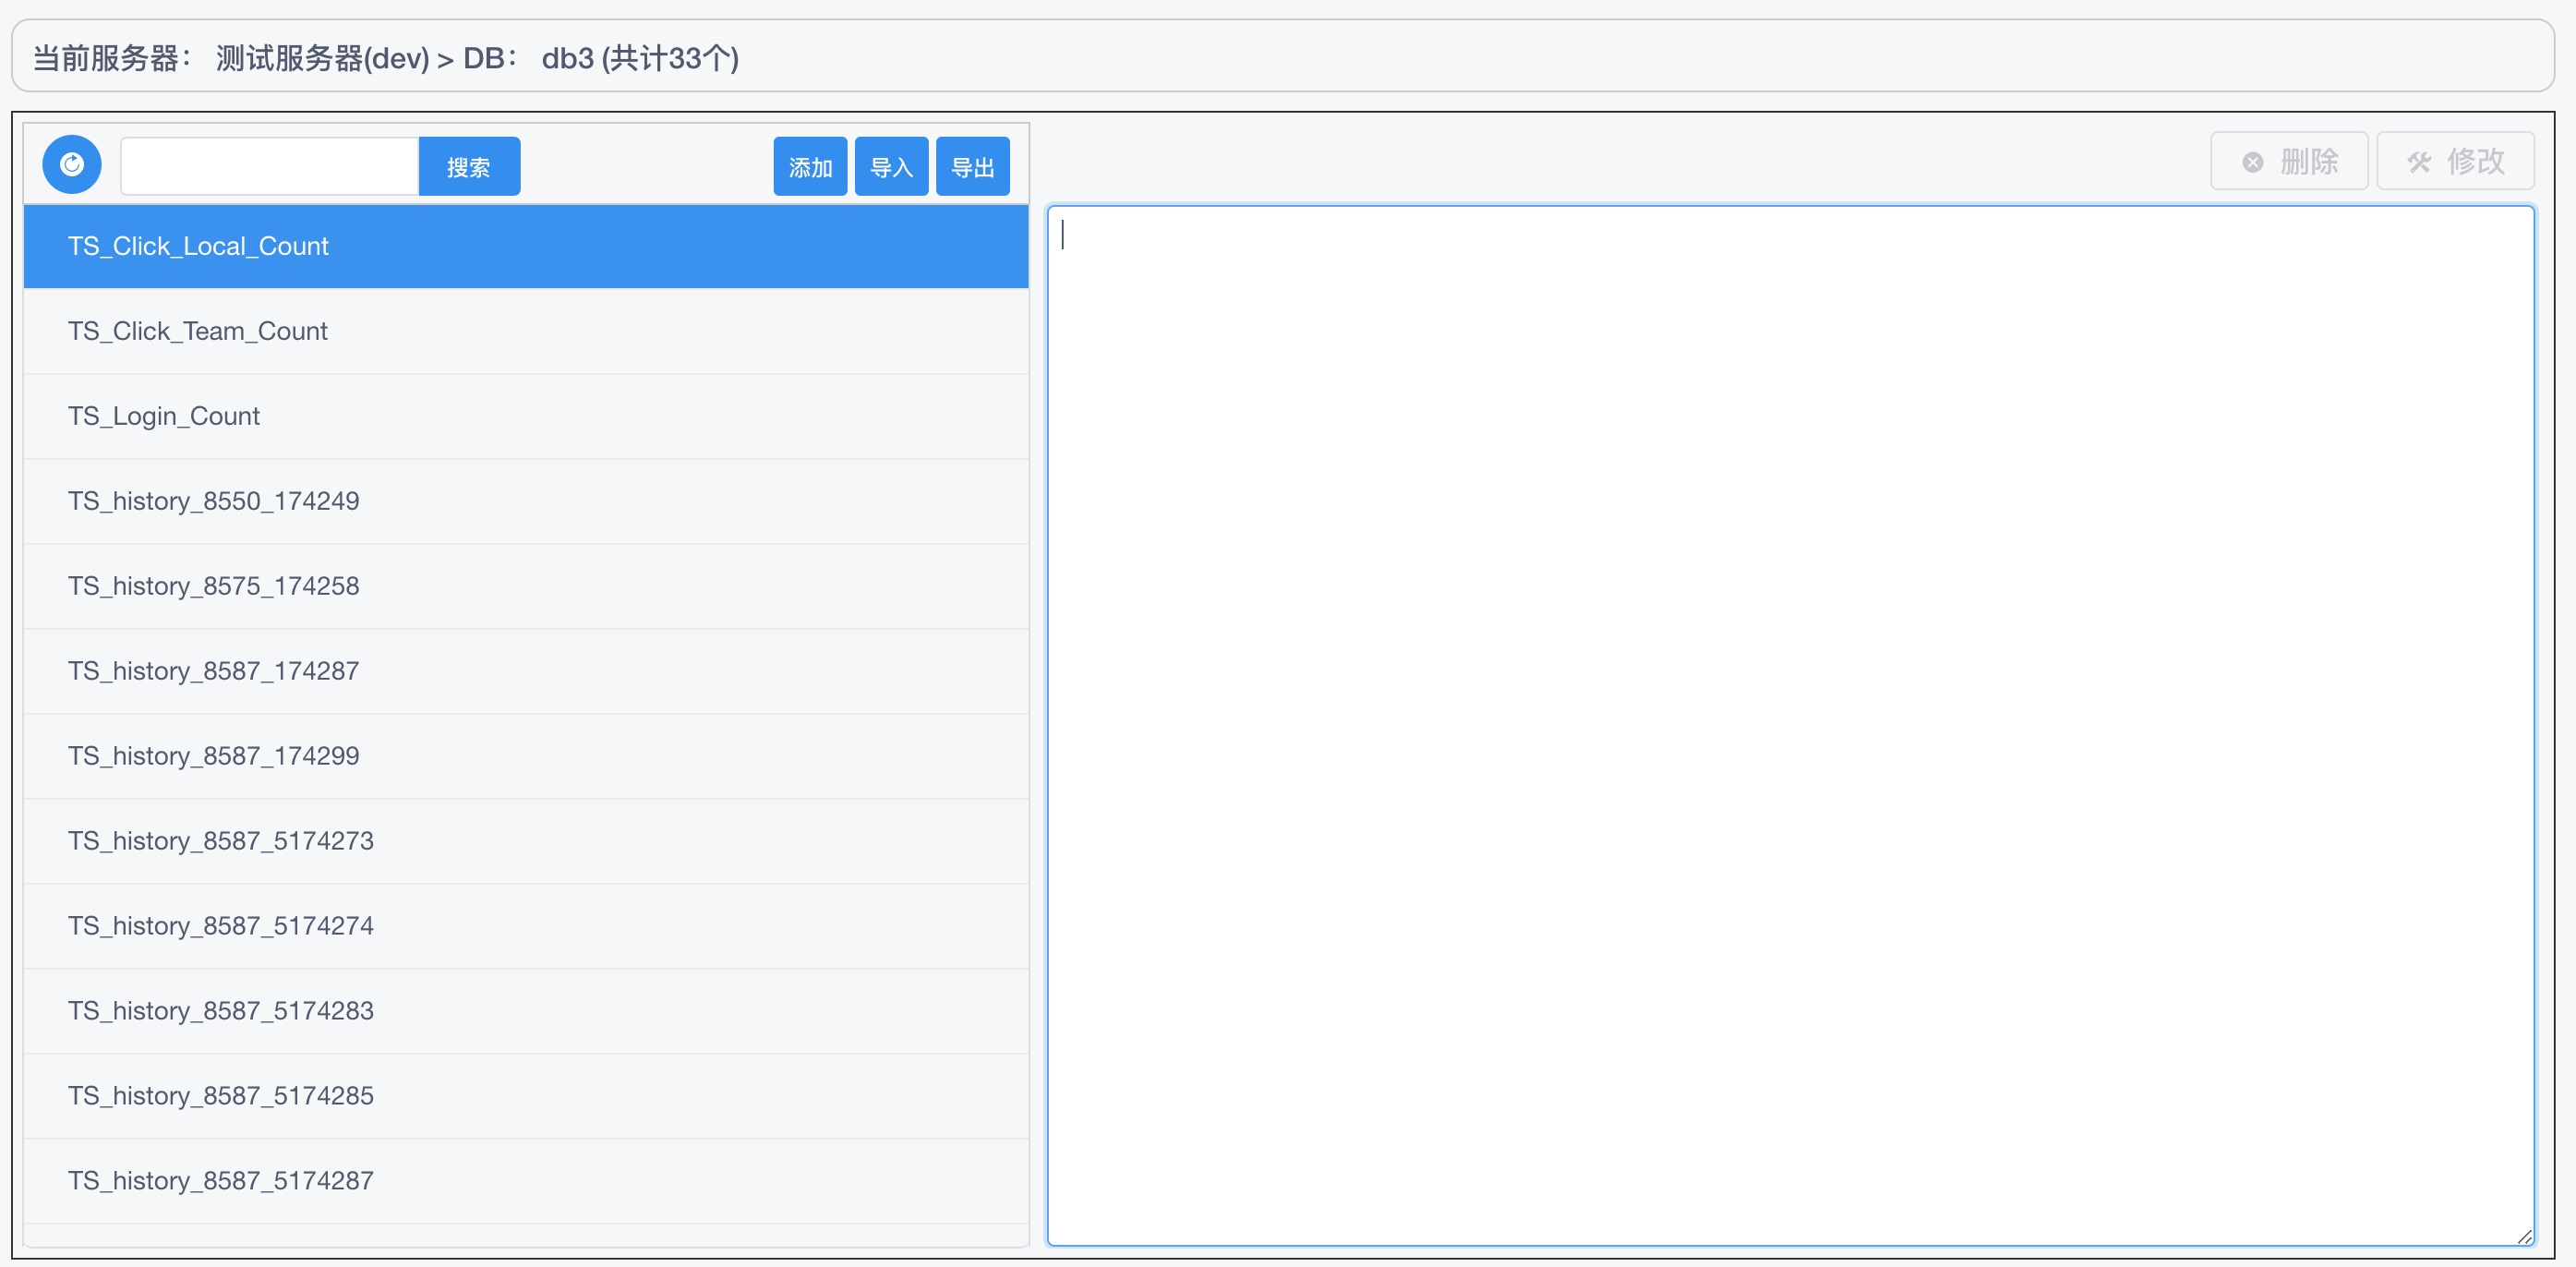 当前服务器： 测试服务器(dev) > DB： db3 (共计33个)
搜索 添加 导入 导出
删除 修改
TS_Click_Local_Count
TS_Click_Team_Count
TS_Login_Count
TS_history_8550_174249
TS_history_8575_174258
TS_history_8587_174287
TS_history_8587_174299
TS_history_8587_5174273
TS_history_8587_5174274
TS_history_8587_5174283
TS_history_8587_5174285
TS_history_8587_5174287